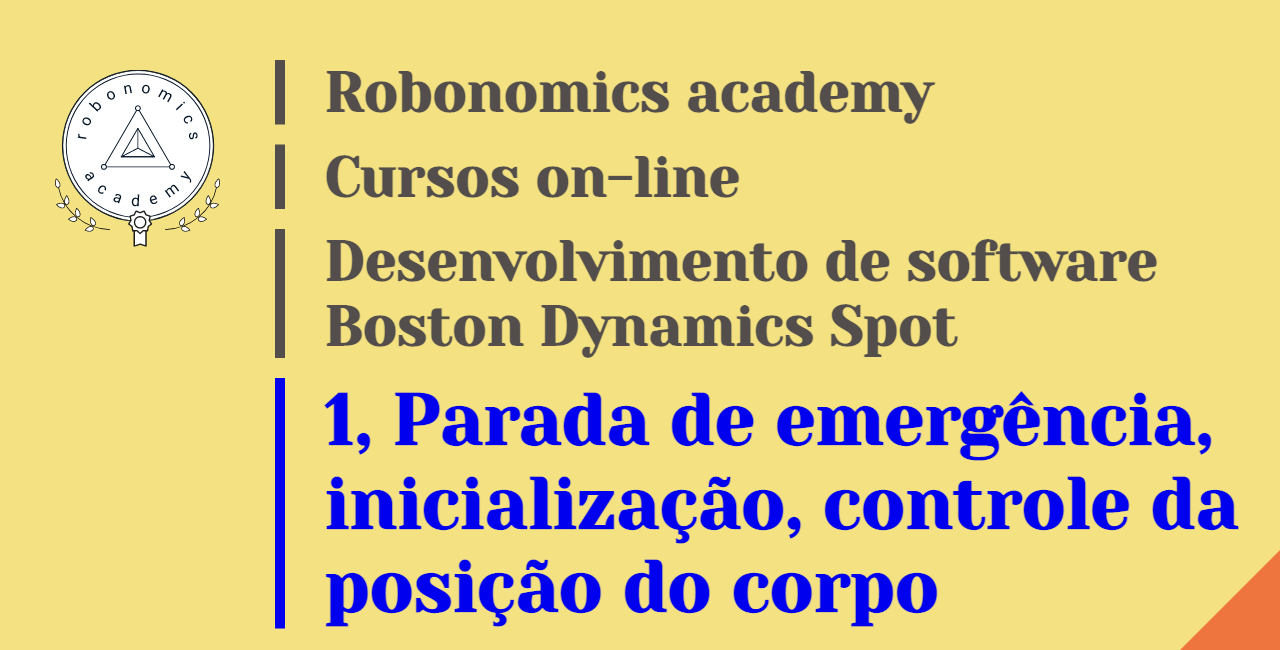 robonomics
academy
Robonomics academy
Cursos on-line
Desenvolvimento de software
Boston Dynamics Spot
1, Parada de emergência,
inicialização, controle da
posição do corpo